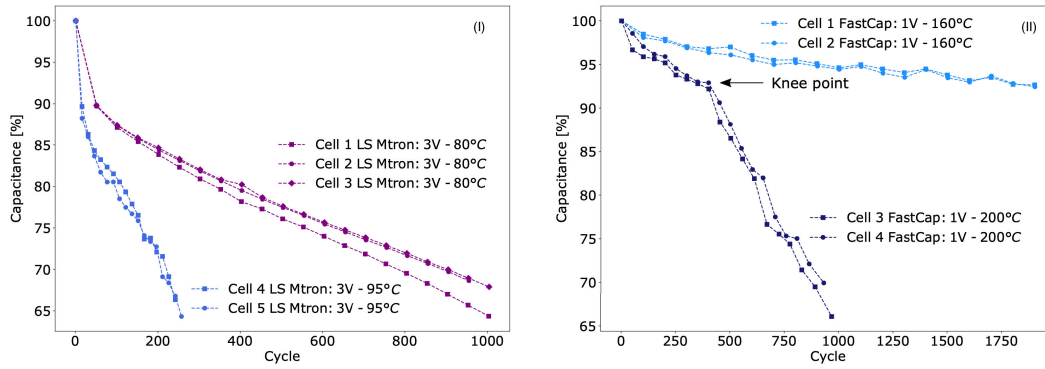 (I)
100
95
90
85
80
75
70
65
Capacitance [%]
Cell 1 LS Mtron: 3V - 80°C
Cell 2 LS Mtron: 3V - 80°C
Cell 3 LS Mtron: 3V - 80°C
Cell 4 LS Mtron: 3V - 95°C
Cell 5 LS Mtron: 3V - 95°C
0 200 400 600 800 1000
Cycle
(II)
100
95
90
85
80
75
70
65
Capacitance [%]
Cell 1 FastCap: 1V - 160°C
Cell 2 FastCap: 1V - 160°C
Knee point
Cell 3 FastCap: 1V - 200°C
Cell 4 FastCap: 1V - 200°C
0 250 500 750 1000 1250 1500 1750
Cycle